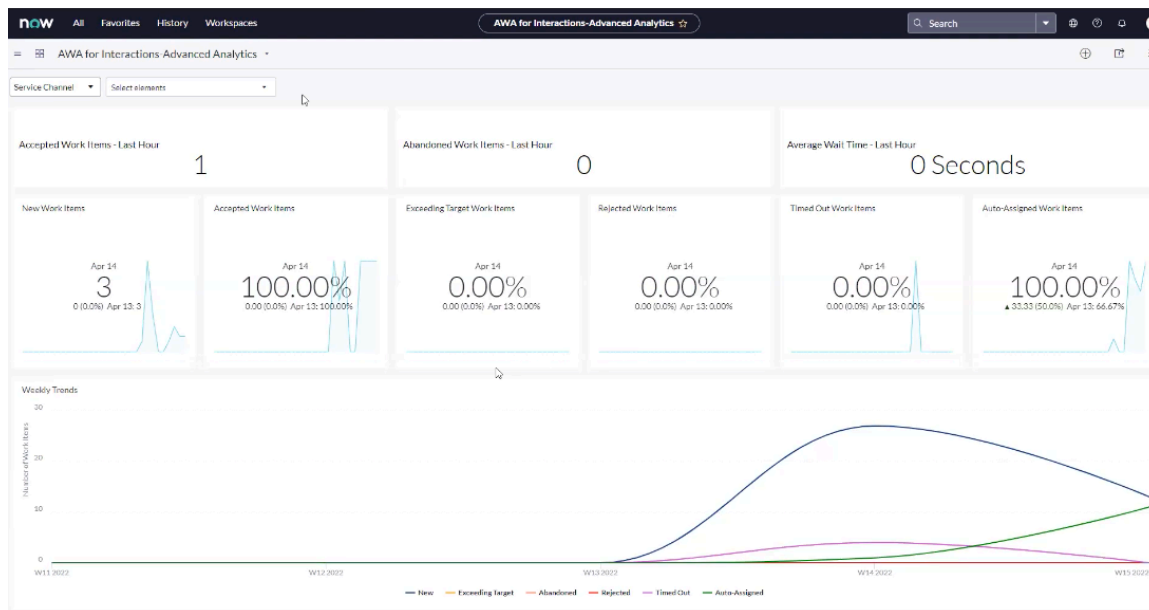 now All Favorites History Workspaces AWA for Interactions-Advanced Analytics Search
AWA for Interactions-Advanced Analytics
Service Channel Select elements
Accepted Work Items - Last Hour
1
Abandoned Work Items - Last Hour
0
Average Wait Time - Last Hour
0 Seconds
New Work Items
Apr 14
3
0 (0.0%) Apr 13: 3
Accepted Work Items
Apr 14
100.00%
0.00 (0.0%) Apr 13: 100.00%
Exceeding Target Work Items
Apr 14
0.00%
0.00 (0.0%) Apr 13: 0.00%
Rejected Work Items
Apr 14
0.00%
0.00 (0.0%) Apr 13: 0.00%
Timed Out Work Items
Apr 14
0.00%
0.00 (0.0%) Apr 13: 0.00%
Auto-Assigned Work Items
Apr 14
100.00%
▲ 33.33 (50.0%) Apr 13: 66.67%
Weekly Trends
Number of Work Items
30
20
10
0
W11 2022 W12 2022 W13 2022 W14 2022 W15 2022
New Exceeding Target Abandoned Rejected Timed Out Auto-Assigned